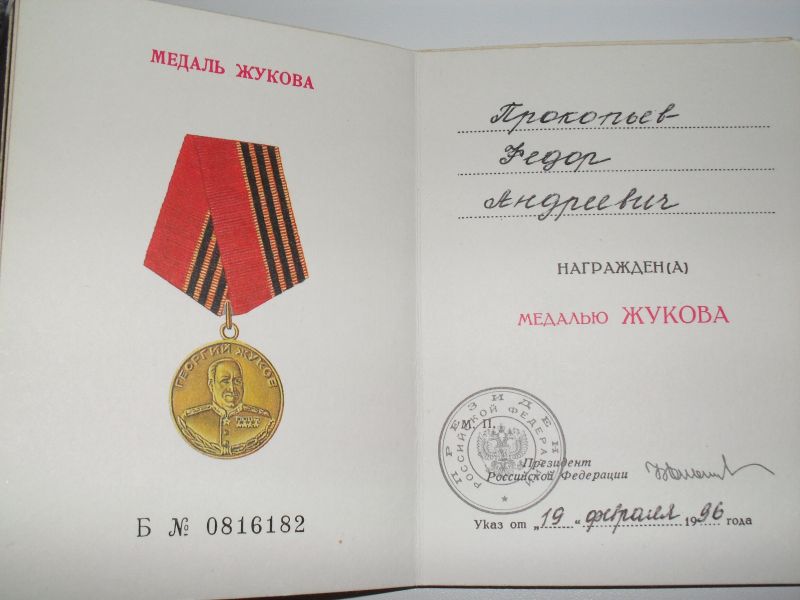 МЕДАЛЬ ЖУКОВА
ГЕОРГИЙ ЖУКОВ
Б № 0816182
Прокопьев
Федор
Андреевич
НАГРАЖДЕН(А)
МЕДАЛЬЮ ЖУКОВА
ПРЕЗИДЕНТ
РОССИЙСКОЙ ФЕДЕРАЦИИ
М. П.
Президент
Российской Федерации
Указ от „19“ февраля 1996 года